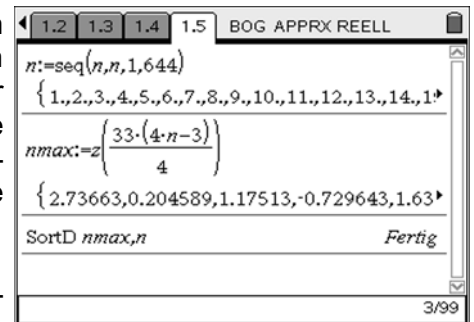 1.2 1.3 1.4 1.5 BOG APPRX REELL
n:=seq(n,n,1,644)
{1.,2.,3.,4.,5.,6.,7.,8.,9.,10.,11.,12.,13.,14.,1
nmax:=z(33·(4·n−3)/4)
{2.73663,0.204589,1.17513,-0.729643,1.63
SortD nmax,n Fertig
3/99